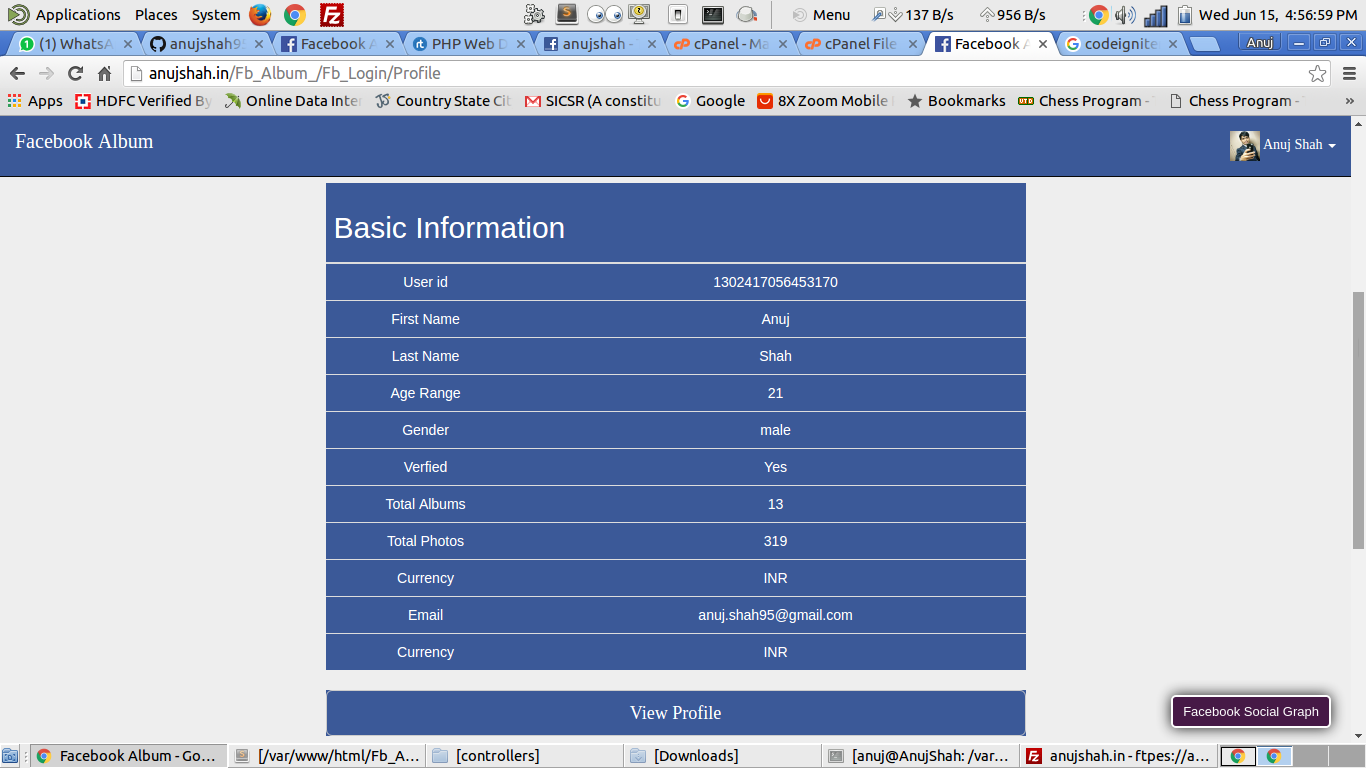 Applications Places System Menu 137 B/s 956 B/s Wed Jun 15, 4:56:59 PM
(1) WhatsA anujshah9 Facebook A PHP Web D anujshah - cPanel - Ma cPanel File Facebook A codeignite Anuj
anujshah.in/Fb_Album_/Fb_Login/Profile
Apps HDFC Verified By Online Data Inte Country State Cit SICSR (A constitu Google 8X Zoom Mobile Bookmarks Chess Program - Chess Program - »
Facebook Album
Anuj Shah
Basic Information
User id 1302417056453170
First Name Anuj
Last Name Shah
Age Range 21
Gender male
Verfied Yes
Total Albums 13
Total Photos 319
Currency INR
Email anuj.shah95@gmail.com
Currency INR
View Profile
Facebook Social Graph
Facebook Album - Go... [/var/www/html/Fb_A... [controllers] [Downloads] [anuj@AnujShah: /var... anujshah.in - ftpes://a...